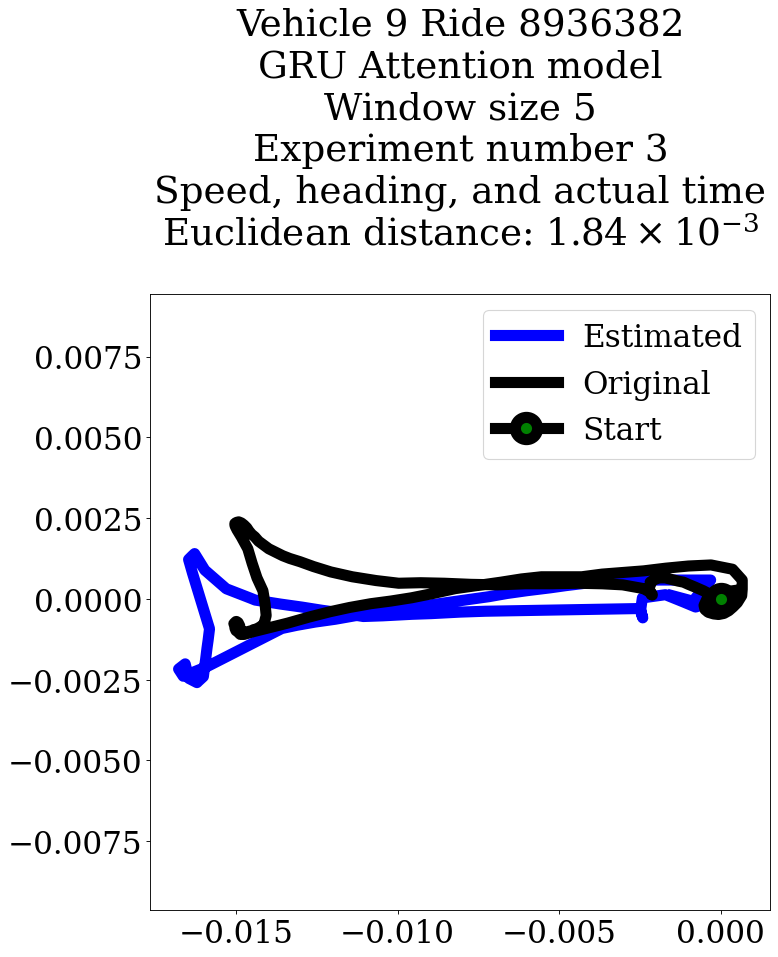 Vehicle 9 Ride 8936382
GRU Attention model
Window size 5
Experiment number 3
Speed, heading, and actual time
Euclidean distance: 1.84 × 10⁻³
Estimated
Original
Start
0.0075
0.0050
0.0025
0.0000
−0.0025
−0.0050
−0.0075
−0.015
−0.010
−0.005
0.000